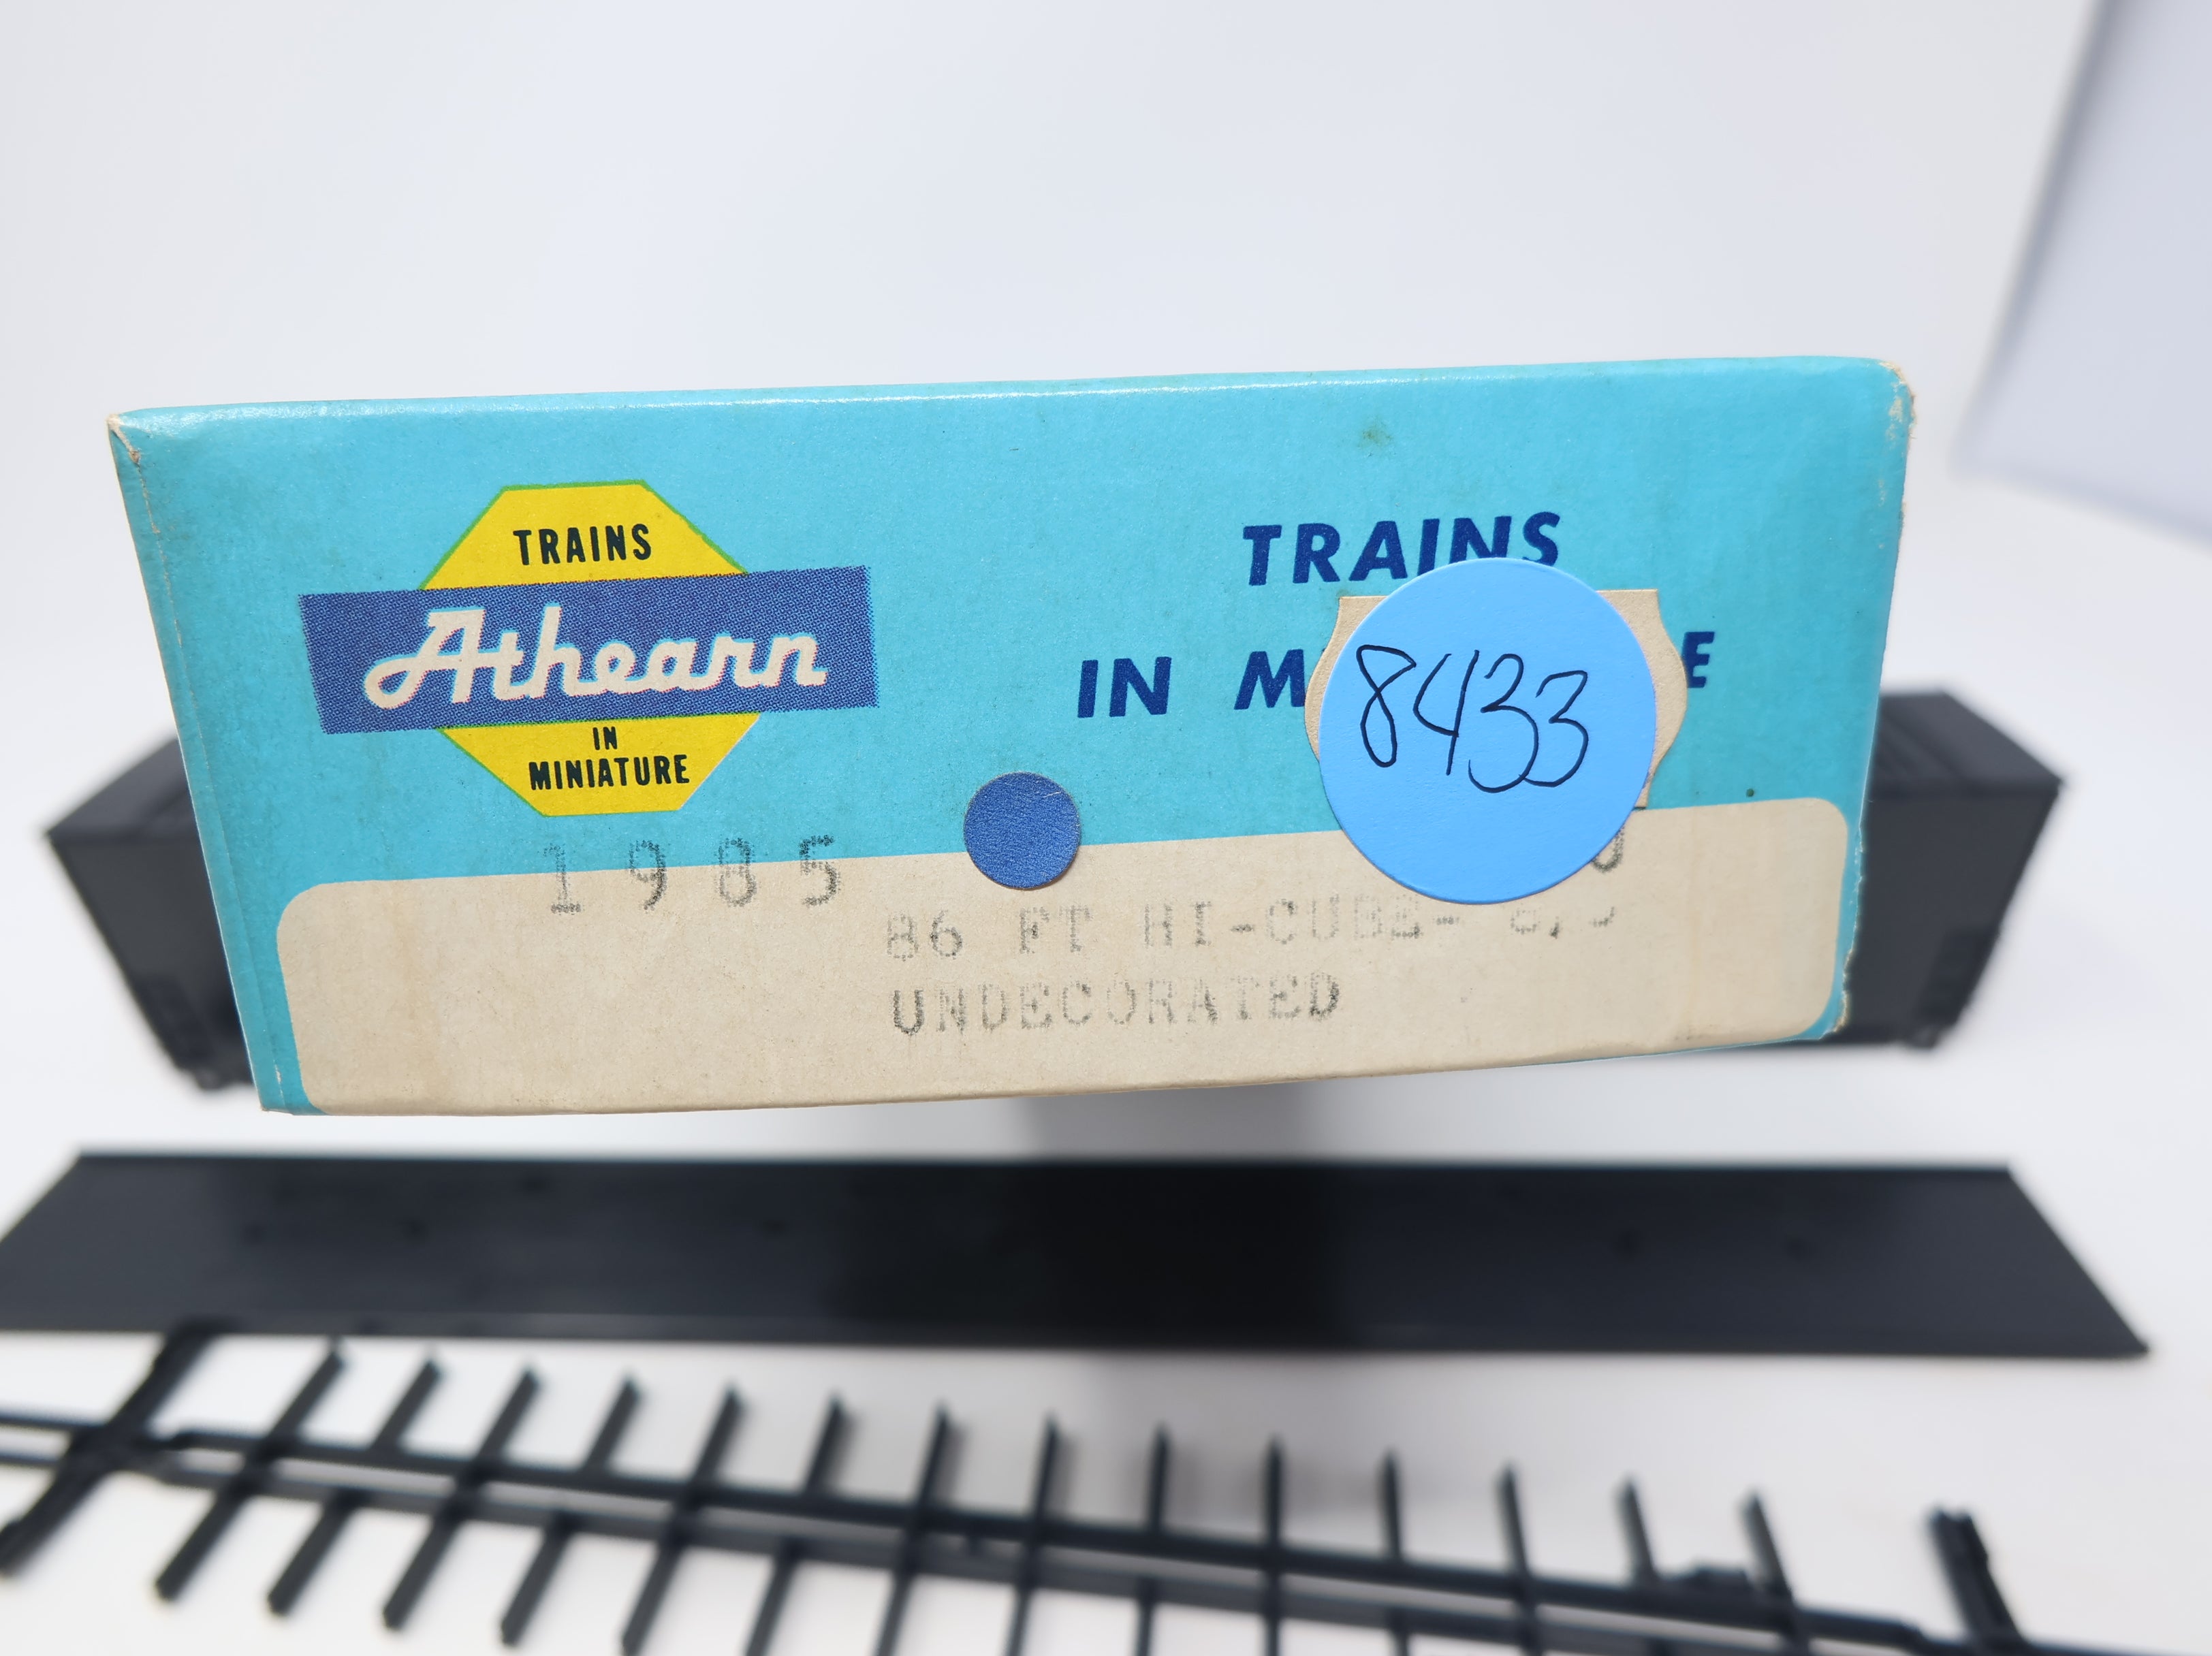 TRAINS
Athearn
IN
MINIATURE
TRAINS
IN M E
8433
1985
86 FT HI-CUBE-
UNDECORATED